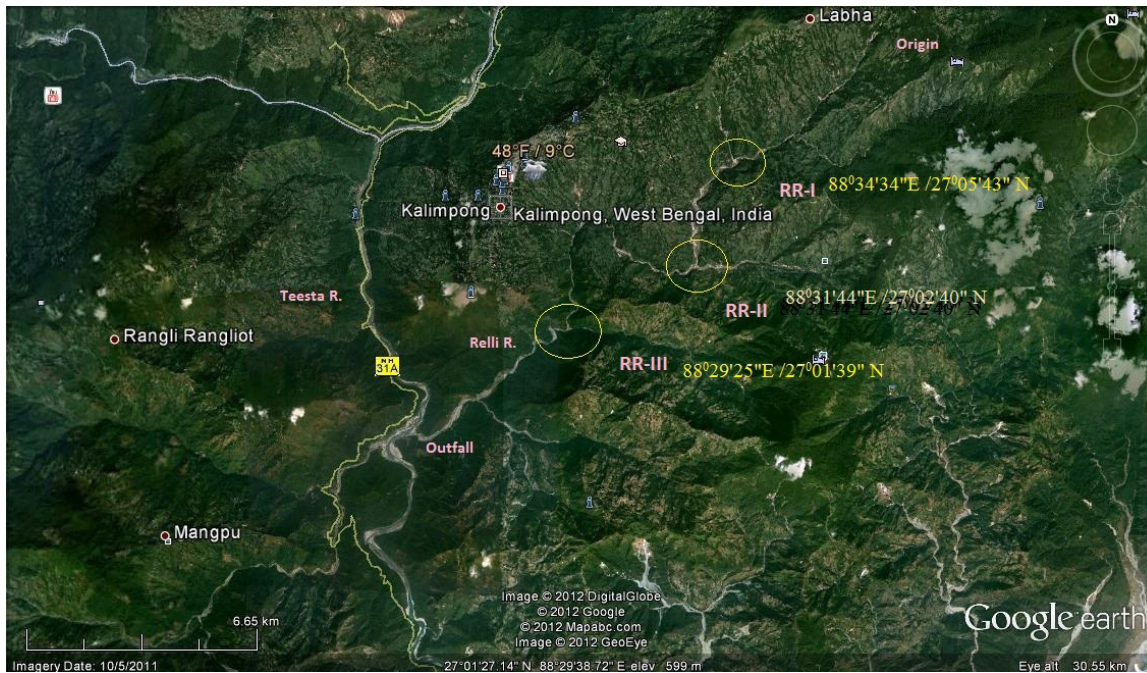 Labha
N
Origin
48°F / 9°C
RR-I 88⁰34'34"E /27⁰05'43" N
Kalimpong
Kalimpong, West Bengal, India
Teesta R.
88⁰31'44"E /27⁰02'40" N
RR-II
Rangli Rangliot
Relli R.
NH
31A
RR-III 88⁰29'25"E /27⁰01'39" N
Outfall
Mangpu
Image © 2012 DigitalGlobe
© 2012 Google
© 2012 Mapabc.com
Image © 2012 GeoEye
Google earth
6.65 km
Imagery Date: 10/5/2011
27°01'27.14" N 88°29'38.72" E elev 599 m
Eye alt 30.55 km